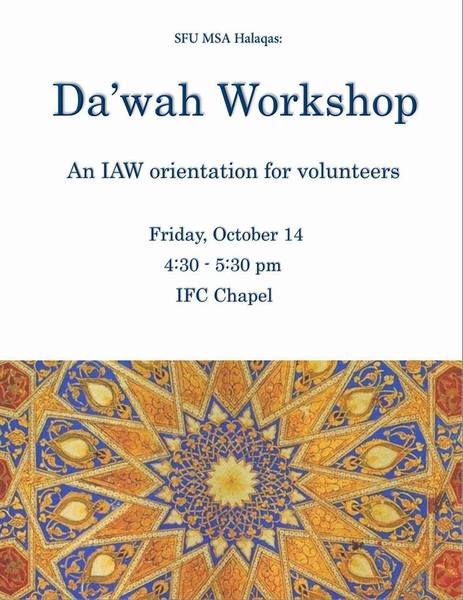 SFU MSA Halaqas:
Da’wah Workshop
An IAW orientation for volunteers
Friday, October 14
4:30 - 5:30 pm
IFC Chapel